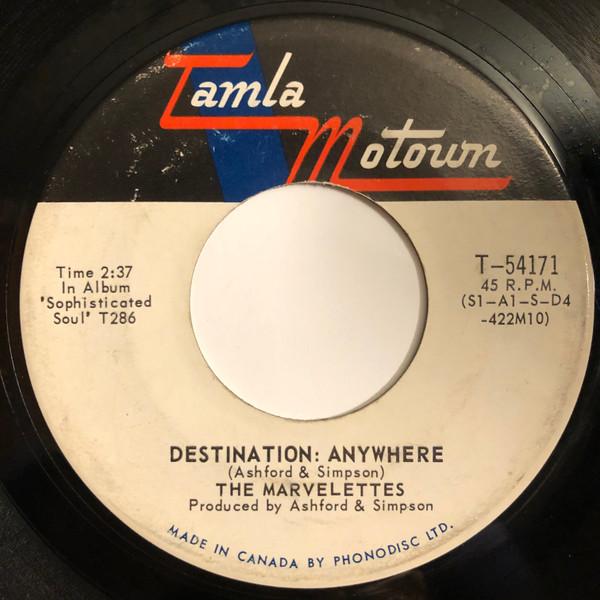 Tamla
Motown
Time 2:37
In Album
"Sophisticated
Soul" T286
T-54171
45 R.P.M.
(S1-A1-S-D4
-422M10)
DESTINATION: ANYWHERE
(Ashford & Simpson)
THE MARVELETTES
Produced by Ashford & Simpson
MADE IN CANADA BY PHONODISC LTD.